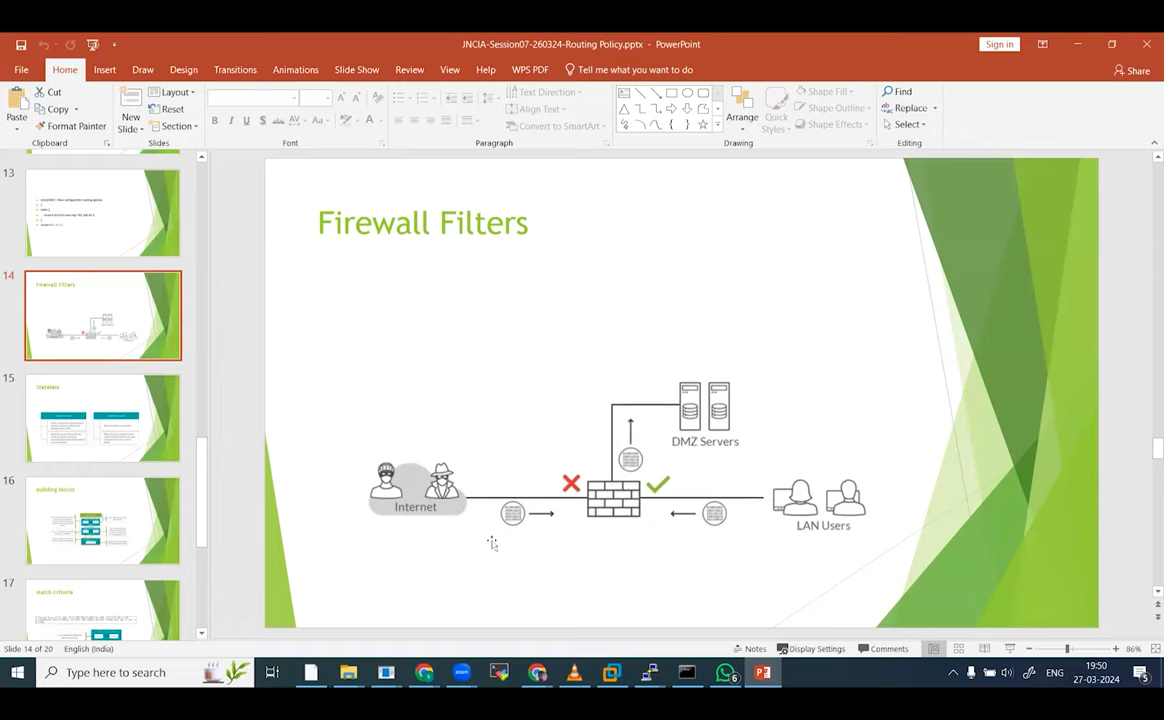 JNCIA-Session07-260324-Routing Policy.pptx - PowerPoint
Sign in
File Home Insert Draw Design Transitions Animations Slide Show Review View Help WPS PDF Tell me what you want to do
Share
Paste
Cut
Copy
Format Painter
New
Slide
Layout
Reset
Section
B I U S abc AV Aa A
Text Direction
Align Text
Convert to SmartArt
Arrange
Quick
Styles
Shape Fill
Shape Outline
Shape Effects
Find
Replace
Select
Clipboard Slides Font Paragraph Drawing Editing
13
14
Firewall Filters
15
Stateless
16
Building Blocks
17
Match Criteria
Firewall Filters
DMZ Servers
Internet
LAN Users
Slide 14 of 20 English (India)
Notes Display Settings Comments
86%
Type here to search
6
ENG
19:50
27-03-2024
5